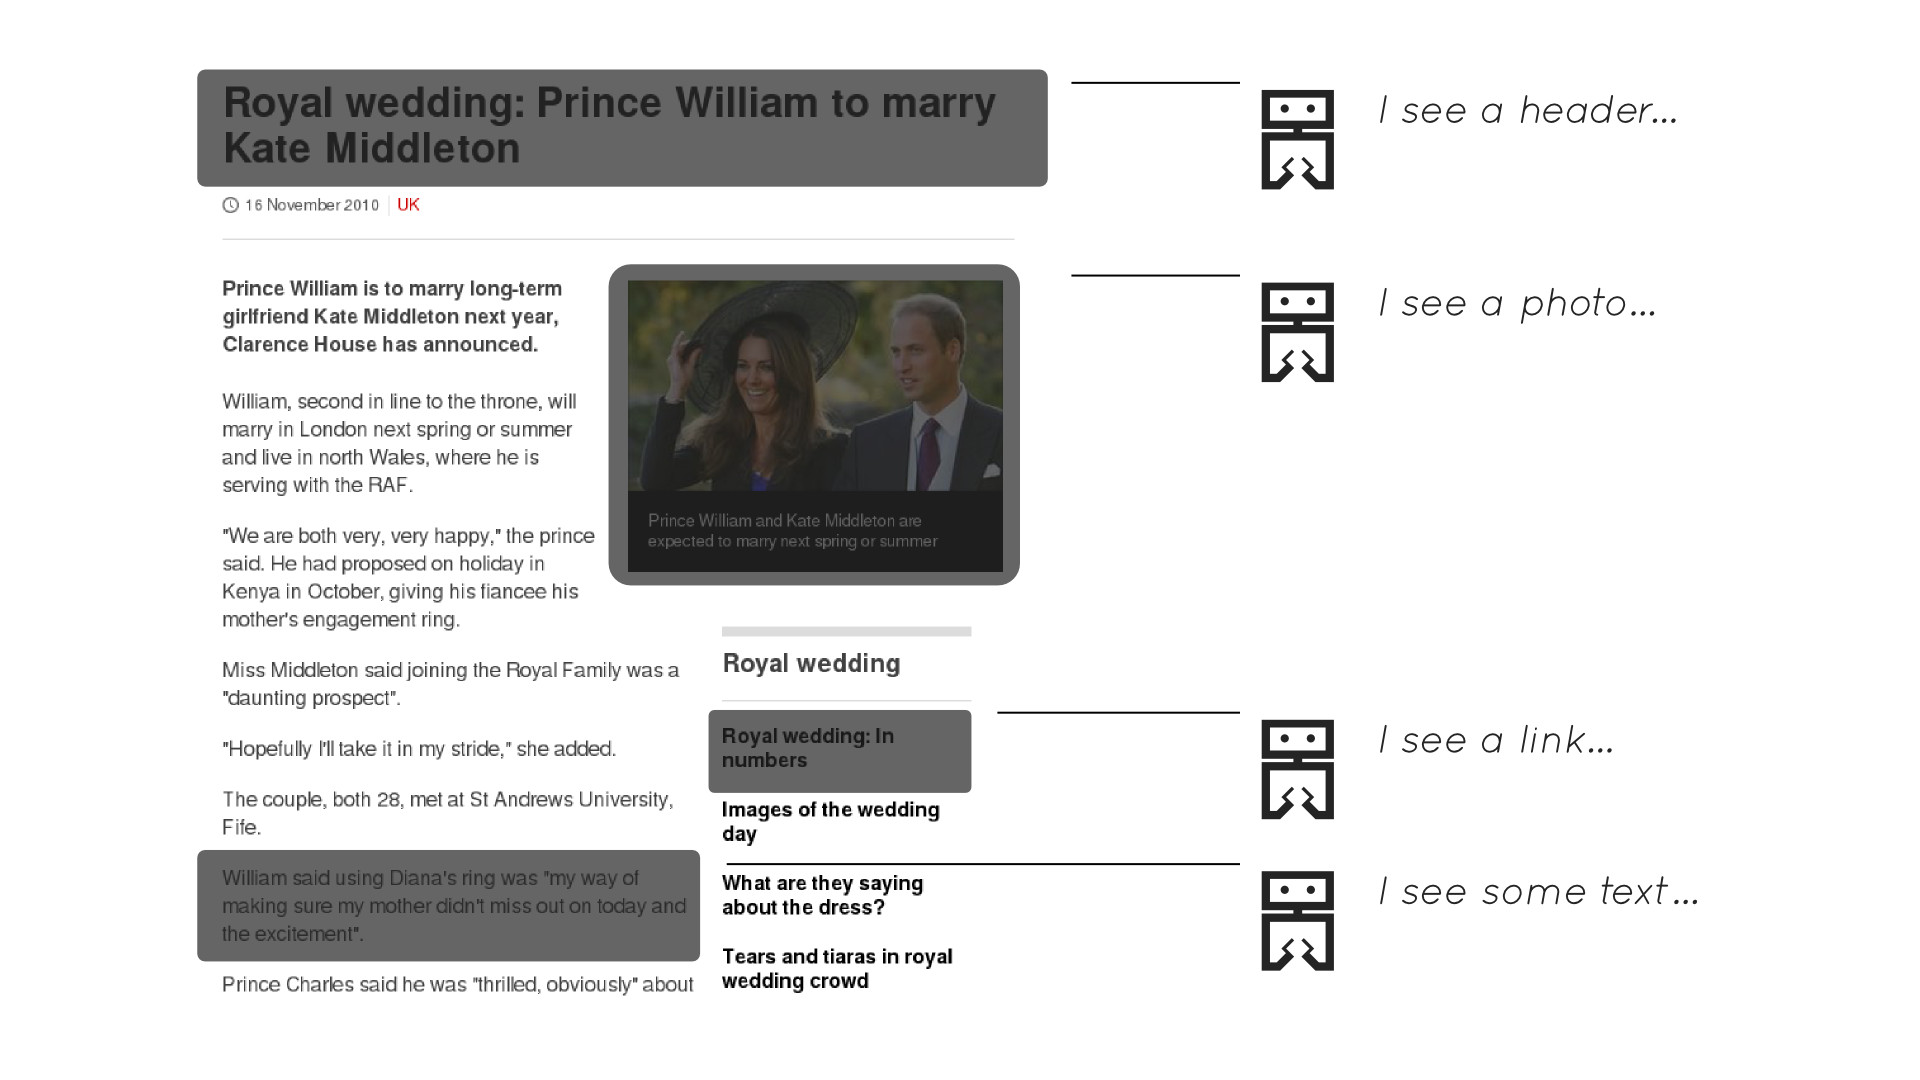 Royal wedding: Prince William to marry
Kate Middleton
16 November 2010 UK
Prince William is to marry long-term
girlfriend Kate Middleton next year,
Clarence House has announced.
William, second in line to the throne, will
marry in London next spring or summer
and live in north Wales, where he is
serving with the RAF.
"We are both very, very happy," the prince
said. He had proposed on holiday in
Kenya in October, giving his fiancee his
mother's engagement ring.
Miss Middleton said joining the Royal Family was a
"daunting prospect".
"Hopefully I'll take it in my stride," she added.
The couple, both 28, met at St Andrews University,
Fife.
William said using Diana's ring was "my way of
making sure my mother didn't miss out on today and
the excitement".
Prince Charles said he was "thrilled, obviously" about
Prince William and Kate Middleton are
expected to marry next spring or summer
Royal wedding
Royal wedding: In
numbers
Images of the wedding
day
What are they saying
about the dress?
Tears and tiaras in royal
wedding crowd
I see a header...
I see a photo...
I see a link...
I see some text...